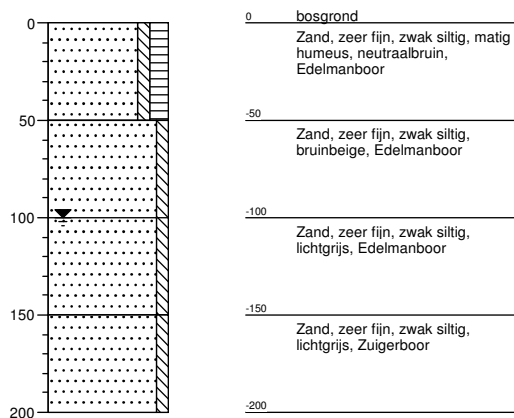 0
50
100
150
200
0
bosgrond
Zand, zeer fijn, zwak siltig, matig
humeus, neutraalbruin,
Edelmanboor
-50
Zand, zeer fijn, zwak siltig,
bruinbeige, Edelmanboor
-100
Zand, zeer fijn, zwak siltig,
lichtgrijs, Edelmanboor
-150
Zand, zeer fijn, zwak siltig,
lichtgrijs, Zuigerboor
-200